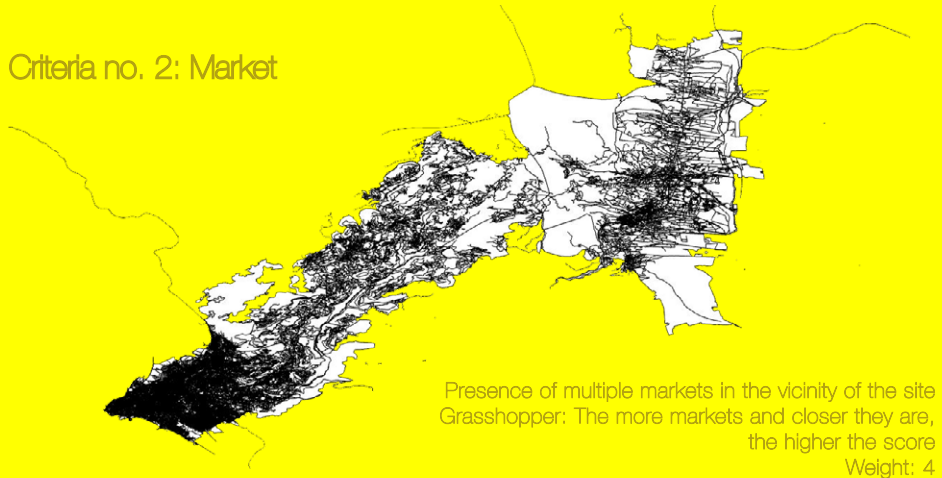 Criteria no. 2: Market
Presence of multiple markets in the vicinity of the site
Grasshopper: The more markets and closer they are,
the higher the score
Weight: 4